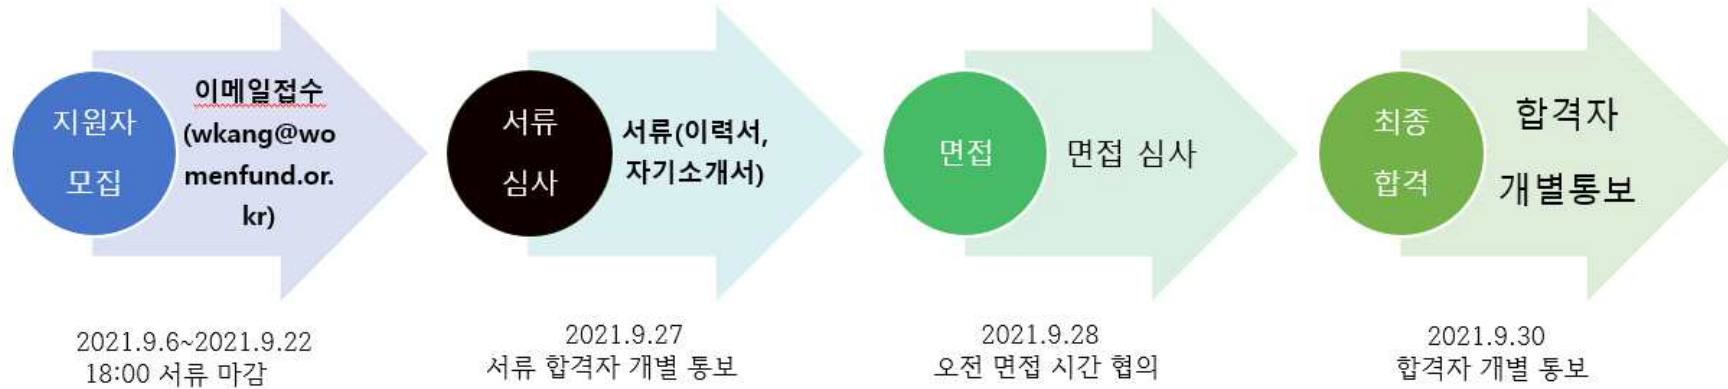 지원자
모집
이메일접수
(wkang@wo
menfund.or.
kr)
2021.9.6~2021.9.22
18:00 서류 마감
서류
심사
서류(이력서,
자기소개서)
2021.9.27
서류 합격자 개별 통보
면접
면접 심사
2021.9.28
오전 면접 시간 협의
최종
합격
합격자
개별통보
2021.9.30
합격자 개별 통보